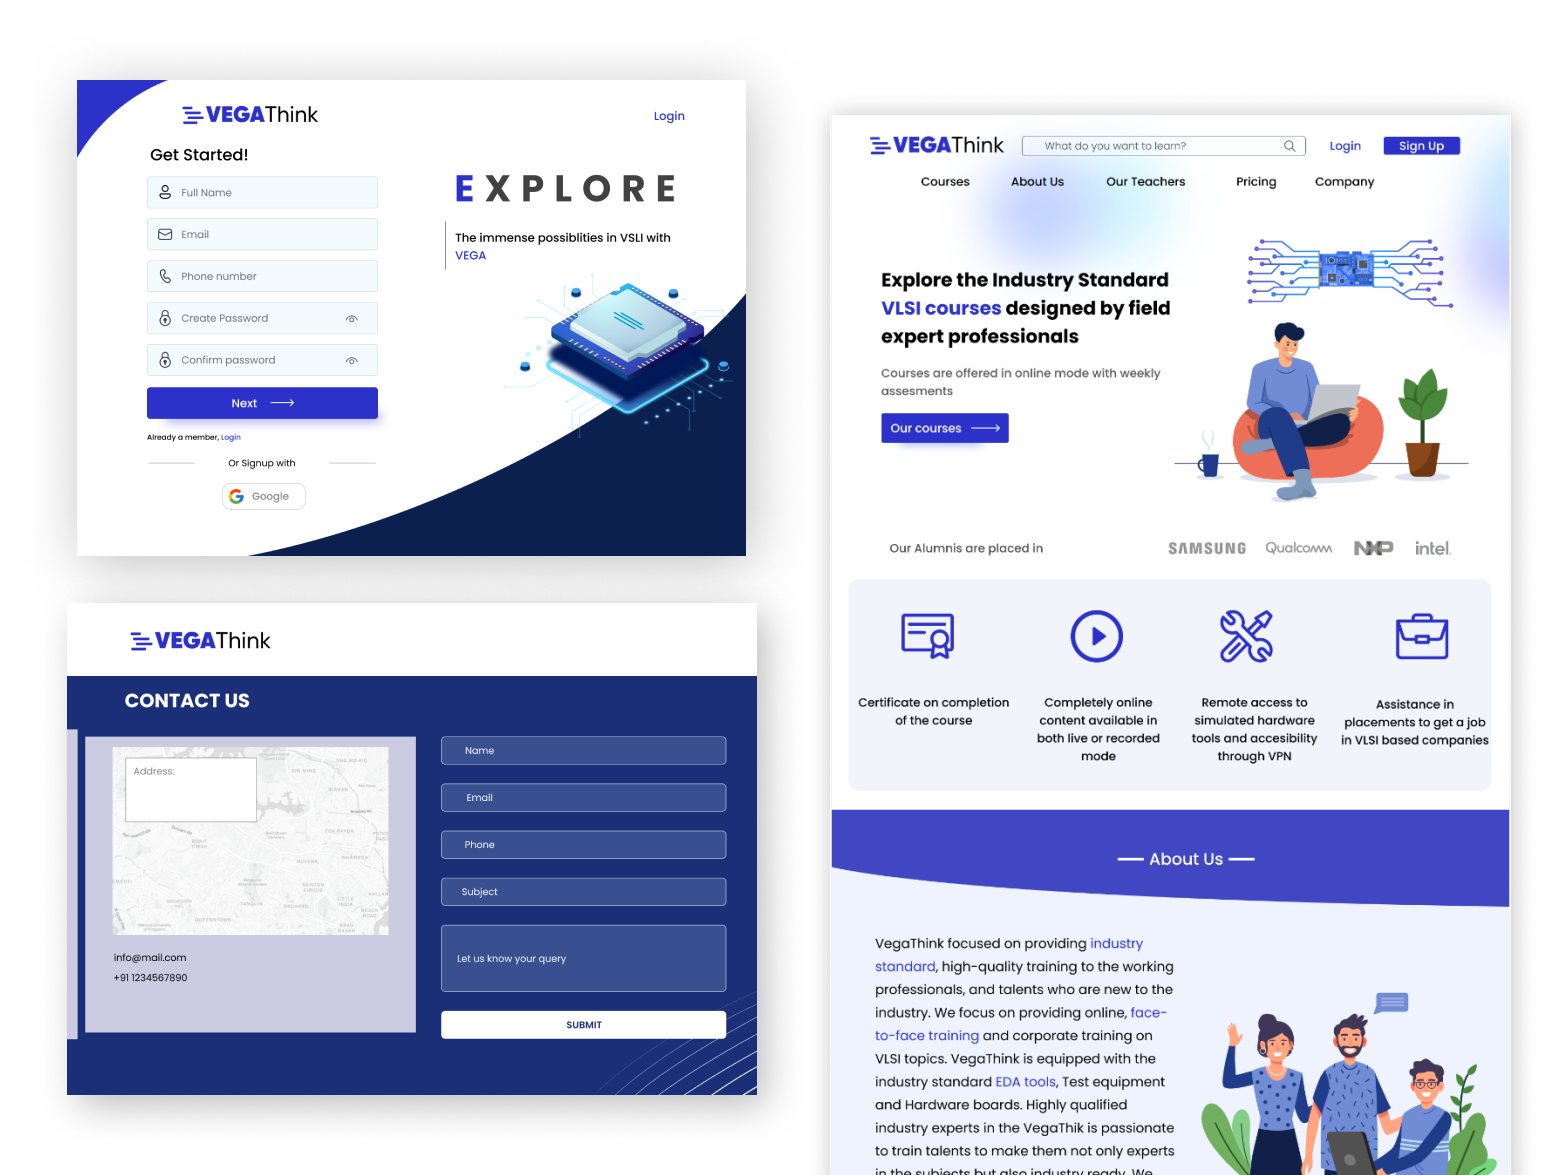 VEGAThink
Login
Get Started!
Full Name
Email
Phone number
Create Password
Confirm password
Next
Already a member, Login
Or Signup with
Google
EXPLORE
The immense possiblities in VSLI with
VEGA
VEGAThink
CONTACT US
Address:
info@mail.com
+91 1234567890
Name
Email
Phone
Subject
Let us know your query
SUBMIT
VEGAThink
What do you want to learn?
Login
Sign Up
Courses
About Us
Our Teachers
Pricing
Company
Explore the Industry Standard
VLSI courses designed by field
expert professionals
Courses are offered in online mode with weekly
assesments
Our courses
Our Alumnis are placed in
SAMSUNG
Qualcomm
NXP
intel
Certificate on completion
of the course
Completely online
content available in
both live or recorded
mode
Remote access to
simulated hardware
tools and accesibility
through VPN
Assistance in
placements to get a job
in VLSI based companies
About Us
VegaThink focused on providing industry
standard, high-quality training to the working
professionals, and talents who are new to the
industry. We focus on providing online, face-
to-face training and corporate training on
VLSI topics. VegaThink is equipped with the
industry standard EDA tools, Test equipment
and Hardware boards. Highly qualified
industry experts in the VegaThik is passionate
to train talents to make them not only experts
in the subjects but also industry ready. We